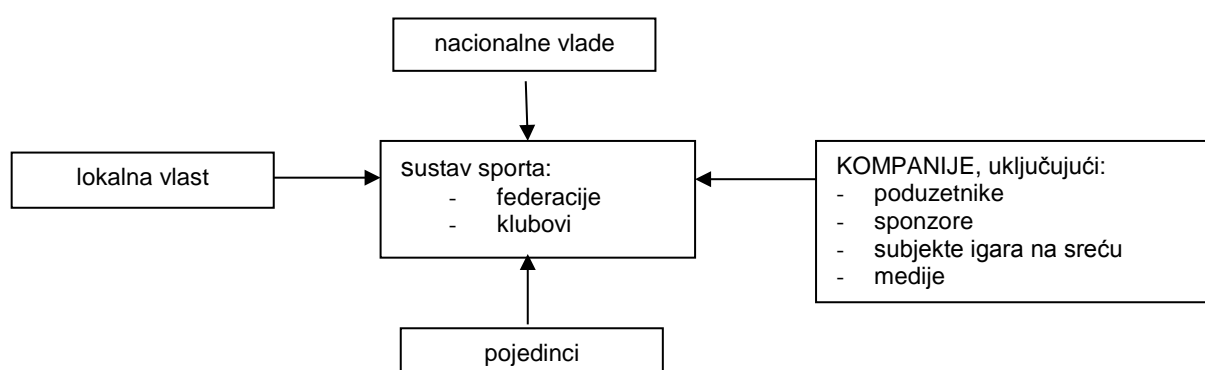 nacionalne vlade
lokalna vlast
sustav sporta:
- federacije
- klubovi
KOMPANIJE, uključujući:
- poduzetnike
- sponzore
- subjekte igara na sreću
- medije
pojedinci